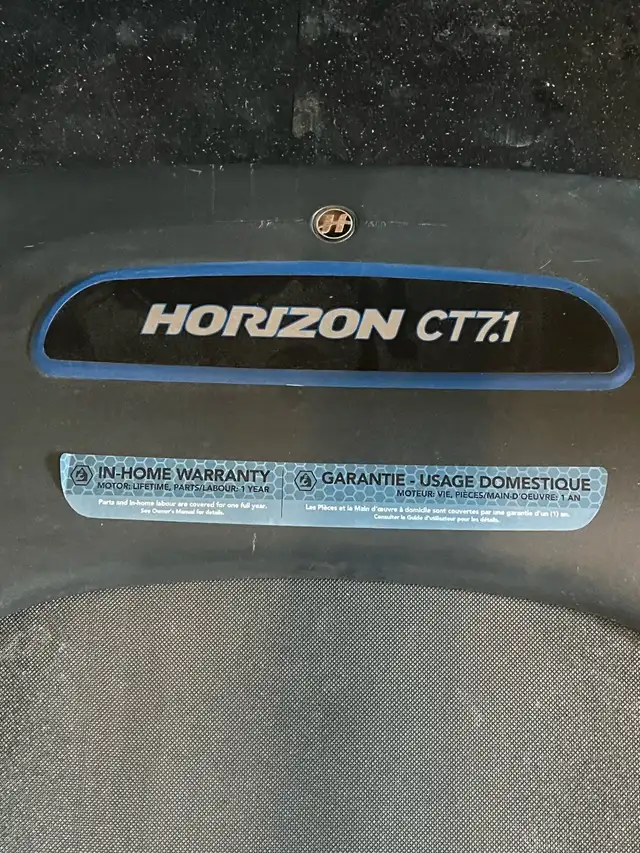 H
HORIZON CT7.1
IN-HOME WARRANTY
MOTOR: LIFETIME, PARTS/LABOUR: 1 YEAR
Parts and in-home labour are covered for one full year.
See Owner's Manual for details.
GARANTIE - USAGE DOMESTIQUE
MOTEUR: VIE, PIÈCES/MAIN-D'OEUVRE: 1 AN
Les Pièces et la Main d'œuvre à domicile sont couvertes par une garantie d'un (1) an.
Consulter le Guide d'utilisateur pour les détails.